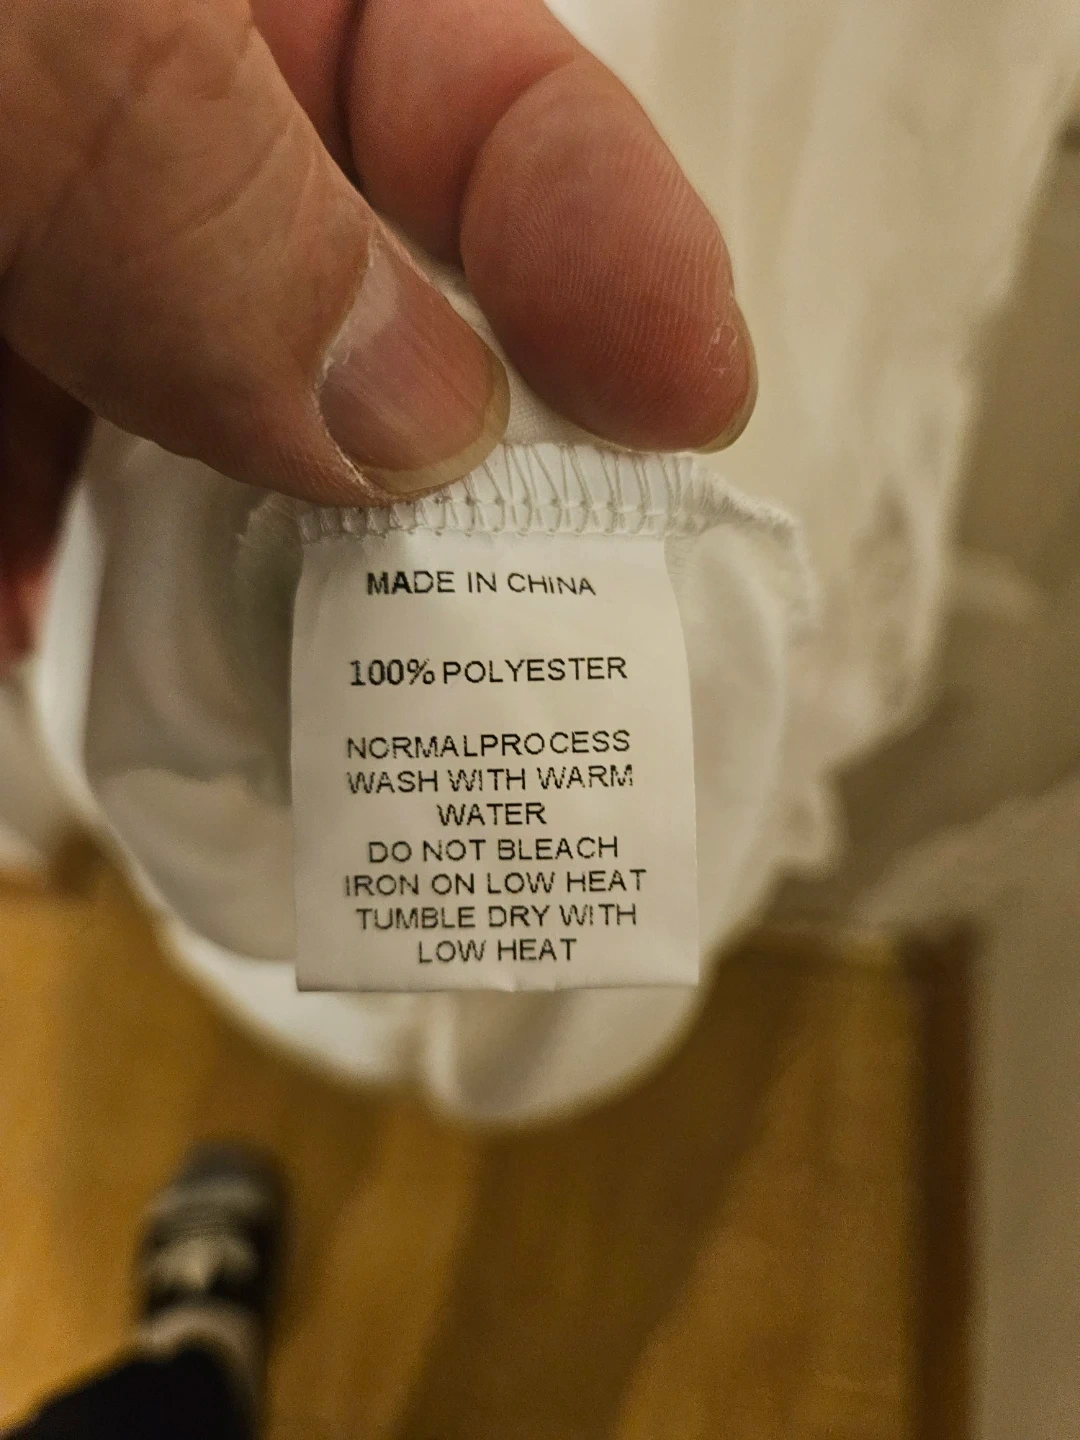 MADE IN CHINA
100% POLYESTER
NORMALPROCESS
WASH WITH WARM
WATER
DO NOT BLEACH
IRON ON LOW HEAT
TUMBLE DRY WITH
LOW HEAT